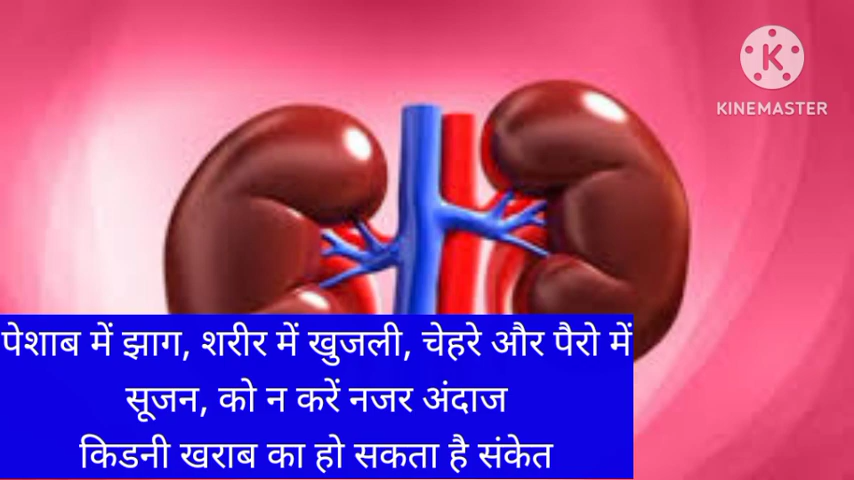 KINEMASTER
पेशाब में झाग, शरीर में खुजली, चेहरे और पैरो में
सूजन, को न करें नजर अंदाज
किडनी खराब का हो सकता है संकेत